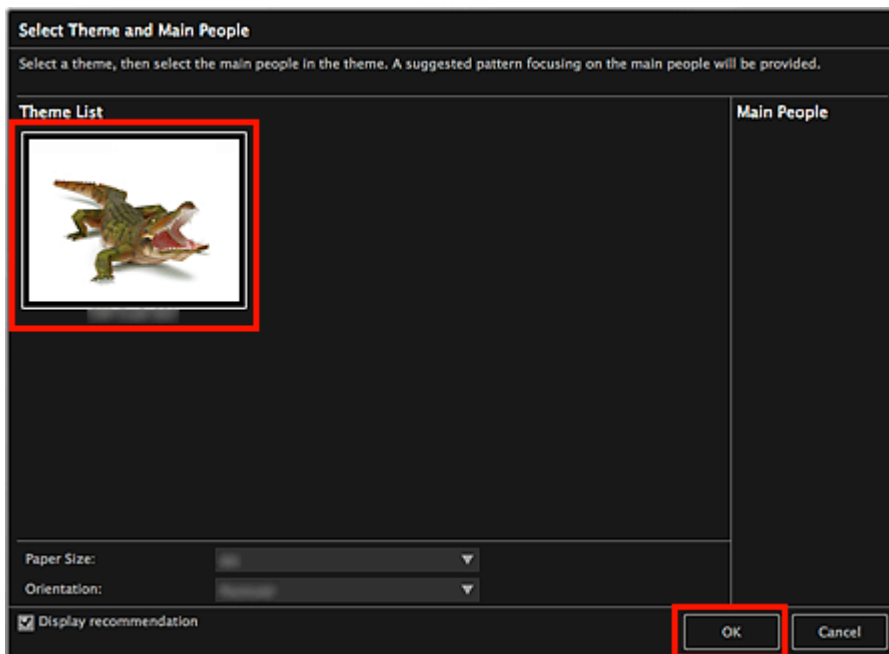 Select Theme and Main People
Select a theme, then select the main people in the theme. A suggested pattern focusing on the main people will be provided.
Theme List
Main People
Paper Size:
Orientation:
Display recommendation
OK
Cancel